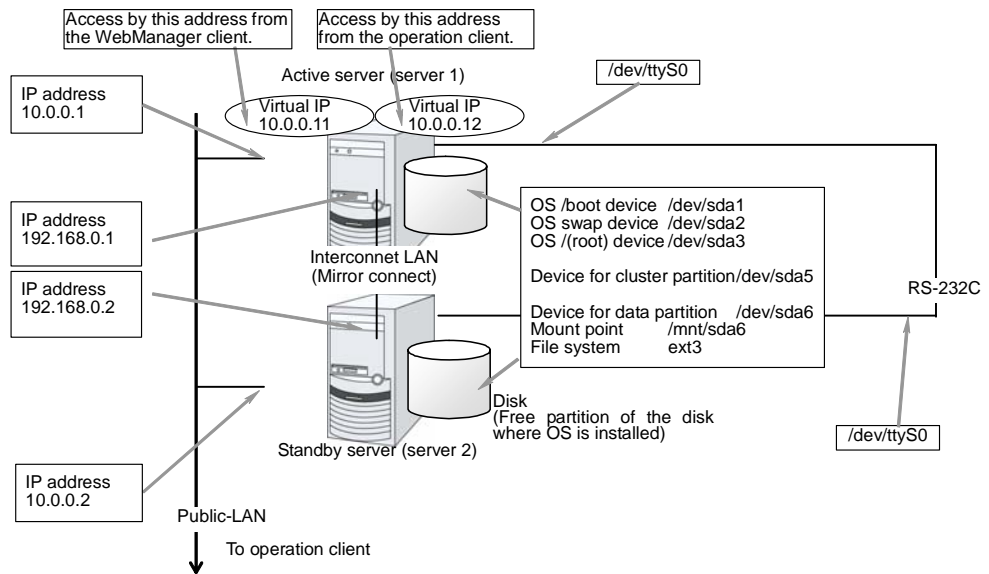 Access by this address from
the WebManager client.
Access by this address
from the operation client.
/dev/ttyS0
Active server (server 1)
IP address
10.0.0.1
Virtual IP
10.0.0.11
Virtual IP
10.0.0.12
IP address
192.168.0.1
OS /boot device /dev/sda1
OS swap device /dev/sda2
OS /(root) device /dev/sda3
Device for cluster partition/dev/sda5
Device for data partition /dev/sda6
Mount point /mnt/sda6
File system ext3
Interconnet LAN
(Mirror connect)
IP address
192.168.0.2
RS-232C
Disk
(Free partition of the disk
where OS is installed)
/dev/ttyS0
Standby server (server 2)
IP address
10.0.0.2
Public-LAN
To operation client